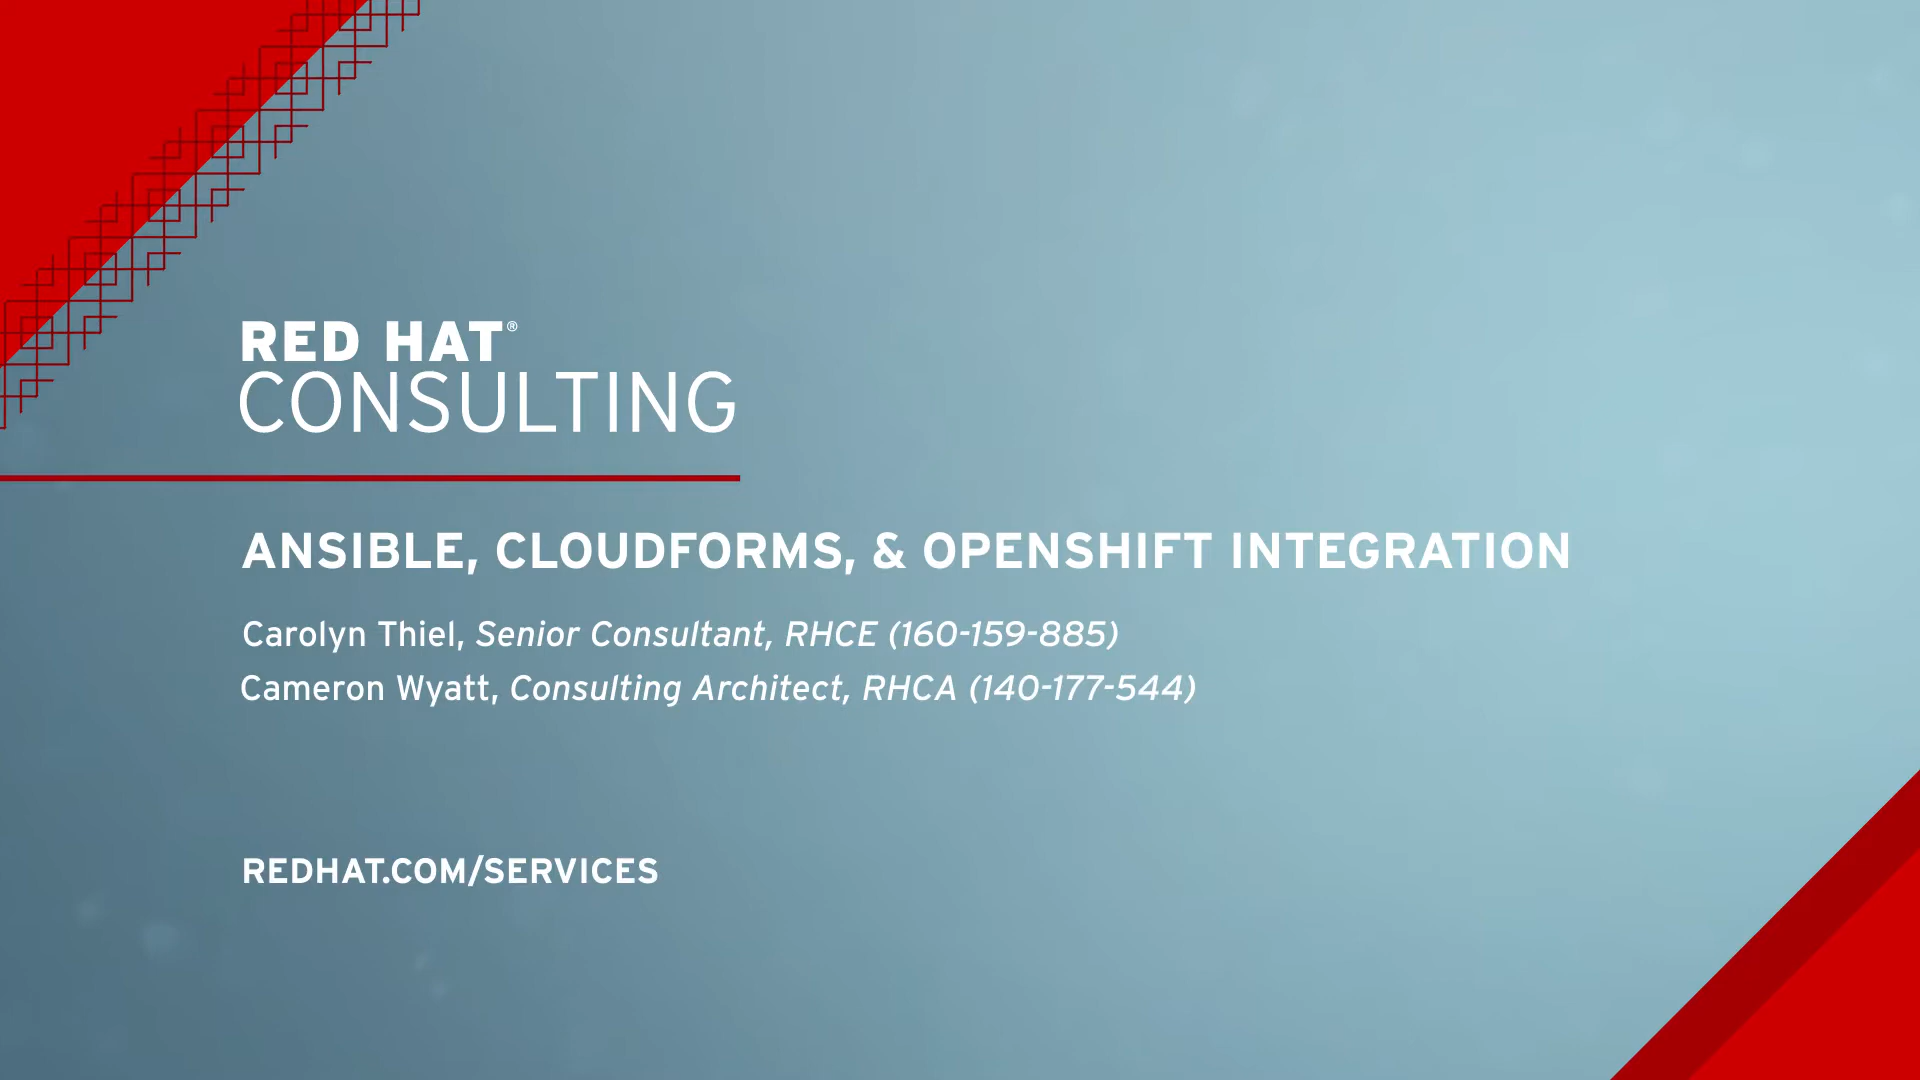 RED HAT®
CONSULTING
ANSIBLE, CLOUDFORMS, & OPENSHIFT INTEGRATION
Carolyn Thiel, Senior Consultant, RHCE (160-159-885)
Cameron Wyatt, Consulting Architect, RHCA (140-177-544)
REDHAT.COM/SERVICES